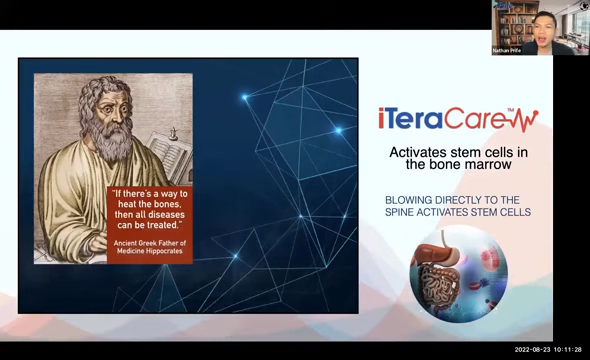 Nathan Prife
"If there's a way to
heat the bones,
then all diseases
can be treated."
Ancient Greek Father of
Medicine Hippocrates
iTeraCare™
Activates stem cells in
the bone marrow
BLOWING DIRECTLY TO THE
SPINE ACTIVATES STEM CELLS
2022-08-23 10:11:28